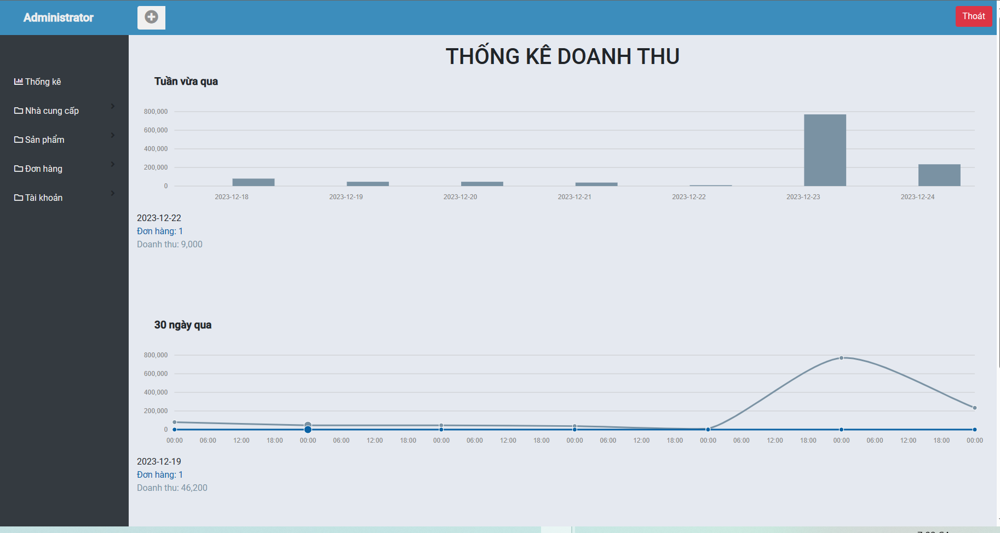 Administrator
Thoát
Thống kê
Nhà cung cấp
Sản phẩm
Đơn hàng
Tài khoản
THỐNG KÊ DOANH THU
Tuần vừa qua
800,000
600,000
400,000
200,000
0
2023-12-18 2023-12-19 2023-12-20 2023-12-21 2023-12-22 2023-12-23 2023-12-24
2023-12-22
Đơn hàng: 1
Doanh thu: 9,000
30 ngày qua
800,000
600,000
400,000
200,000
0
00:00 06:00 12:00 18:00 00:00 06:00 12:00 18:00 00:00 06:00 12:00 18:00 00:00 06:00 12:00 18:00 00:00 06:00 12:00 18:00 00:00 06:00 12:00 18:00 00:00
2023-12-19
Đơn hàng: 1
Doanh thu: 46,200